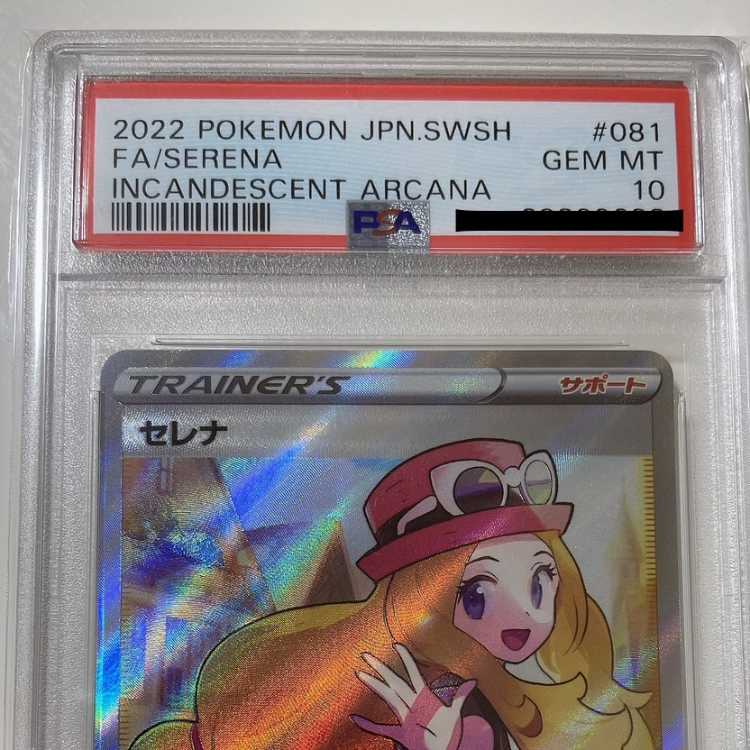 2022 POKEMON JPN.SWSH #081
FA/SERENA GEM MT
INCANDESCENT ARCANA 10
PSA
TRAINER'S サポート
セレナ